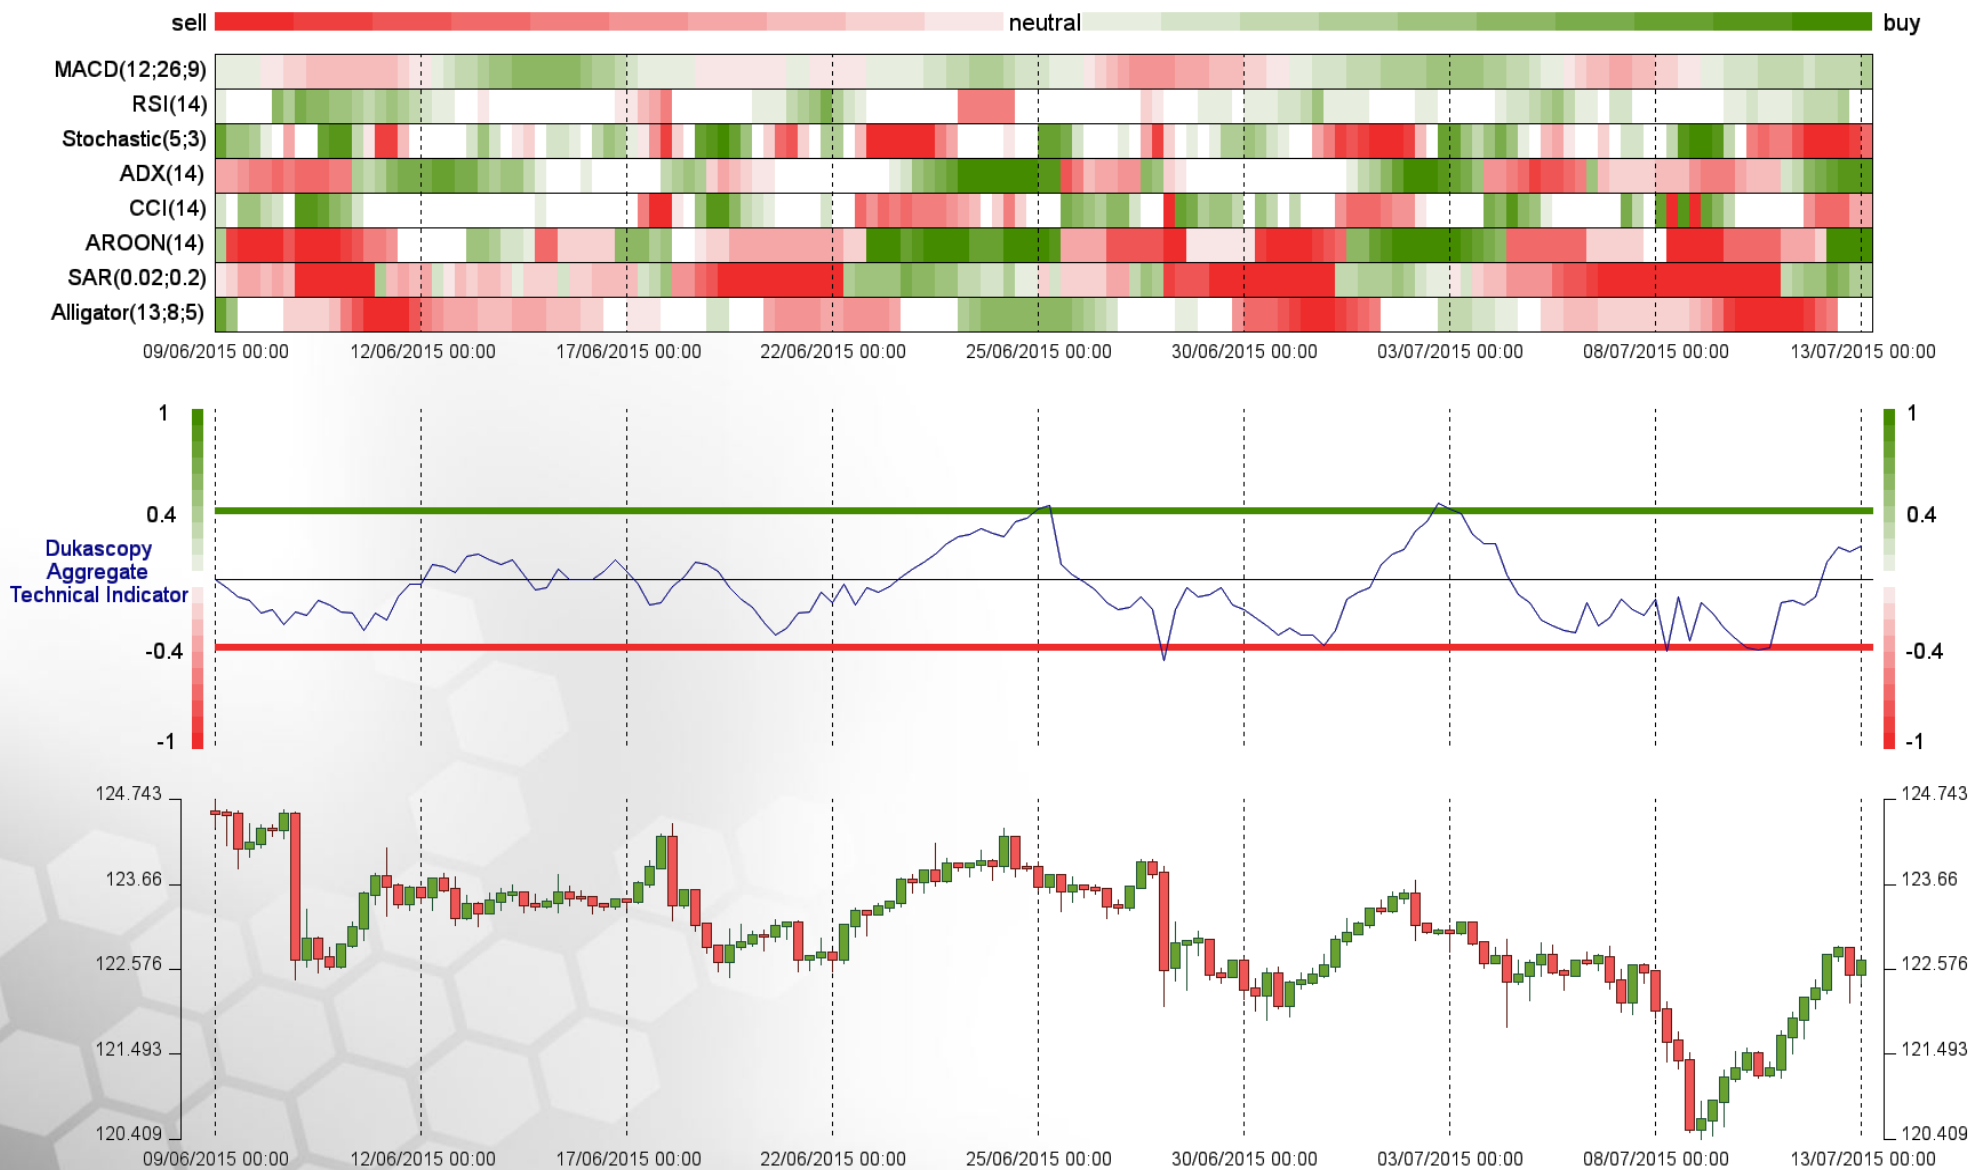 sell neutral buy
MACD(12;26;9)
RSI(14)
Stochastic(5;3)
ADX(14)
CCI(14)
AROON(14)
SAR(0.02;0.2)
Alligator(13;8;5)
09/06/2015 00:00 12/06/2015 00:00 17/06/2015 00:00 22/06/2015 00:00 25/06/2015 00:00 30/06/2015 00:00 03/07/2015 00:00 08/07/2015 00:00 13/07/2015 00:00
1 1
0.4 0.4
Dukascopy
Aggregate
Technical Indicator
-0.4 -0.4
-1 -1
124.743 124.743
123.66 123.66
122.576 122.576
121.493 121.493
120.409 120.409
09/06/2015 00:00 12/06/2015 00:00 17/06/2015 00:00 22/06/2015 00:00 25/06/2015 00:00 30/06/2015 00:00 03/07/2015 00:00 08/07/2015 00:00 13/07/2015 00:00